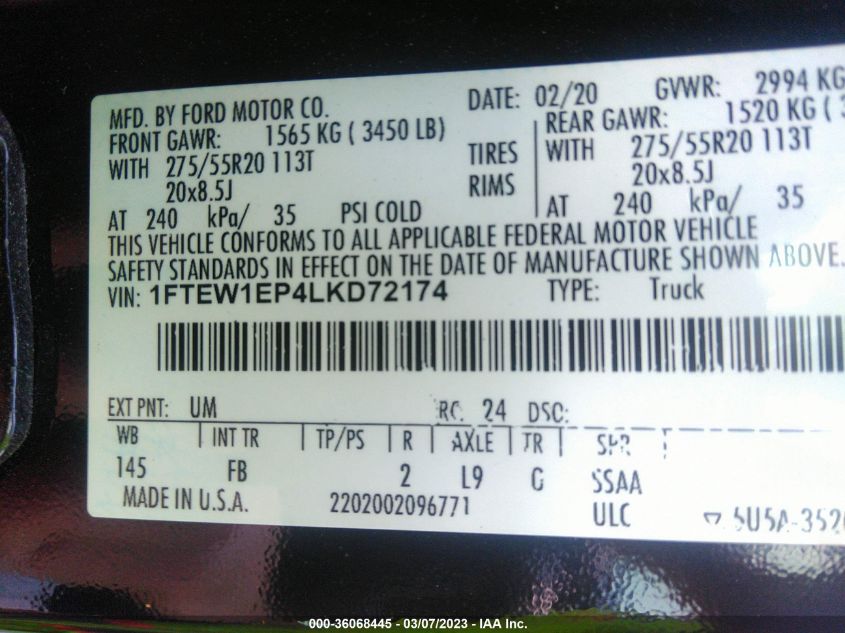 MFD. BY FORD MOTOR CO. DATE: 02/20 GVWR: 2994 KG
FRONT GAWR: 1565 KG ( 3450 LB) REAR GAWR: 1520 KG (
WITH 275/55R20 113T TIRES WITH 275/55R20 113T
20x8.5J RIMS 20x8.5J
AT 240 kPa/ 35 PSI COLD AT 240 kPa/ 35
THIS VEHICLE CONFORMS TO ALL APPLICABLE FEDERAL MOTOR VEHICLE
SAFETY STANDARDS IN EFFECT ON THE DATE OF MANUFACTURE SHOWN ABOVE.
VIN: 1FTEW1EP4LKD72174 TYPE: Truck
EXT PNT: UM RC: 24 DSC:
WB INT TR TP/PS R AXLE TR SPR
145 FB 2 L9 G SSAA
MADE IN U.S.A. 2202002096771 ULC
000-36068445 - 03/07/2023 - IAA Inc.